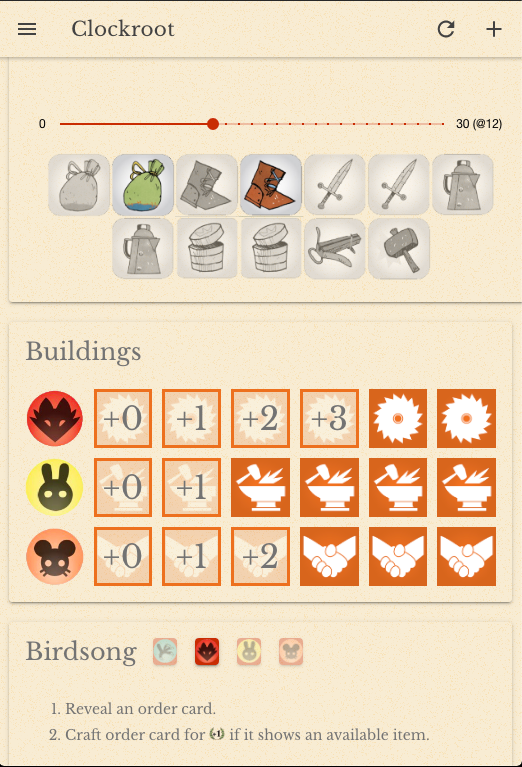 Clockroot
0 30 (@12)
Buildings
+0 +1 +2 +3
+0 +1
+0 +1 +2
Birdsong
1. Reveal an order card.
2. Craft order card for +1 if it shows an available item.